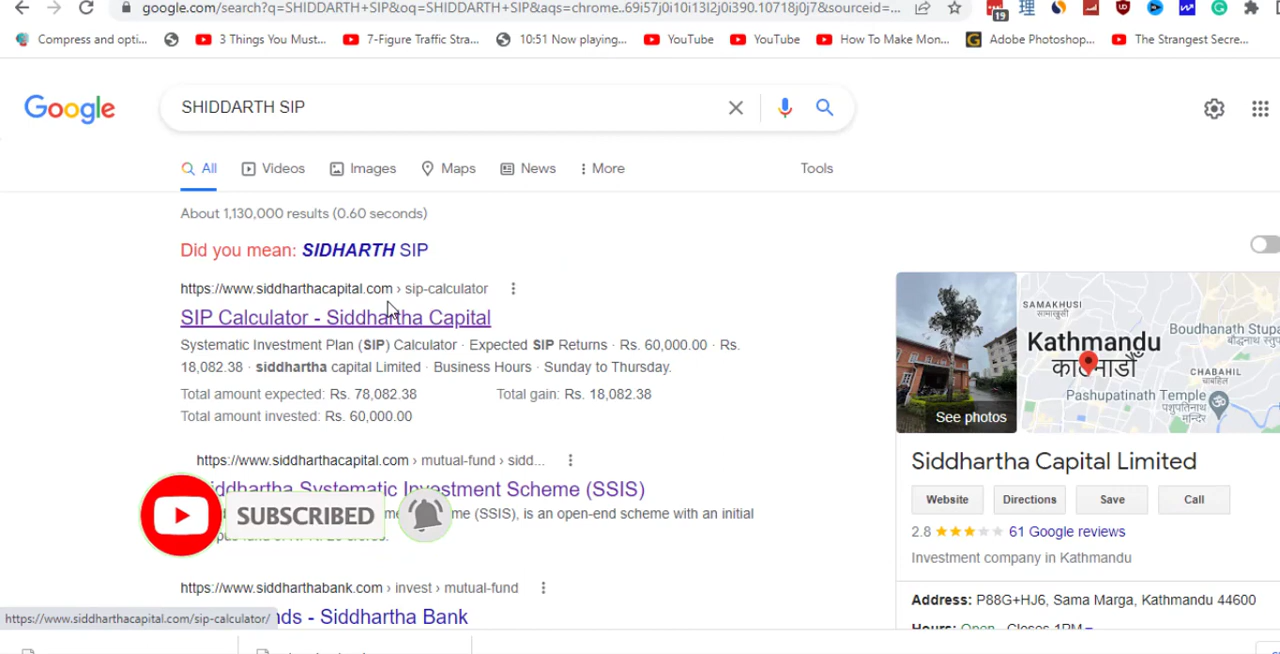 google.com/search?q=SHIDDARTH+SIP&oq=SHIDDARTH+SIP&aqs=chrome..69i57j0i10i13l2j0i390.10718j0j7&sourceid=...
19
Compress and opti...
3 Things You Must...
7-Figure Traffic Stra...
10:51 Now playing...
YouTube
YouTube
How To Make Mon...
Adobe Photoshop...
The Strangest Secre...
Google
SHIDDARTH SIP
All
Videos
Images
Maps
News
More
Tools
About 1,130,000 results (0.60 seconds)
Did you mean: SIDHARTH SIP
https://www.siddharthacapital.com › sip-calculator
SIP Calculator - Siddhartha Capital
Systematic Investment Plan (SIP) Calculator · Expected SIP Returns · Rs. 60,000.00 · Rs.
18,082.38 · siddhartha capital Limited · Business Hours · Sunday to Thursday.
Total amount expected: Rs. 78,082.38
Total gain: Rs. 18,082.38
Total amount invested: Rs. 60,000.00
https://www.siddharthacapital.com › mutual-fund › sidd...
Systematic Investment Scheme (SSIS)
(SSIS), is an open-end scheme with an initial
SUBSCRIBED
https://www.siddharthabank.com › invest › mutual-fund
- Siddhartha Bank
https://www.siddharthacapital.com/sip-calculator/
See photos
SAMAKHUSI
सामाखुसी
Kathmandu
काठमाडौं
Boudhanath Stupa
CHABAHIL
चाबहिल
Pashupatinath Temple
पशुपतिनाथ
मन्दिर
Siddhartha Capital Limited
Website
Directions
Save
Call
2.8
61 Google reviews
Investment company in Kathmandu
Address: P88G+HJ6, Sama Marga, Kathmandu 44600
Hours: Open · Closes 1PM